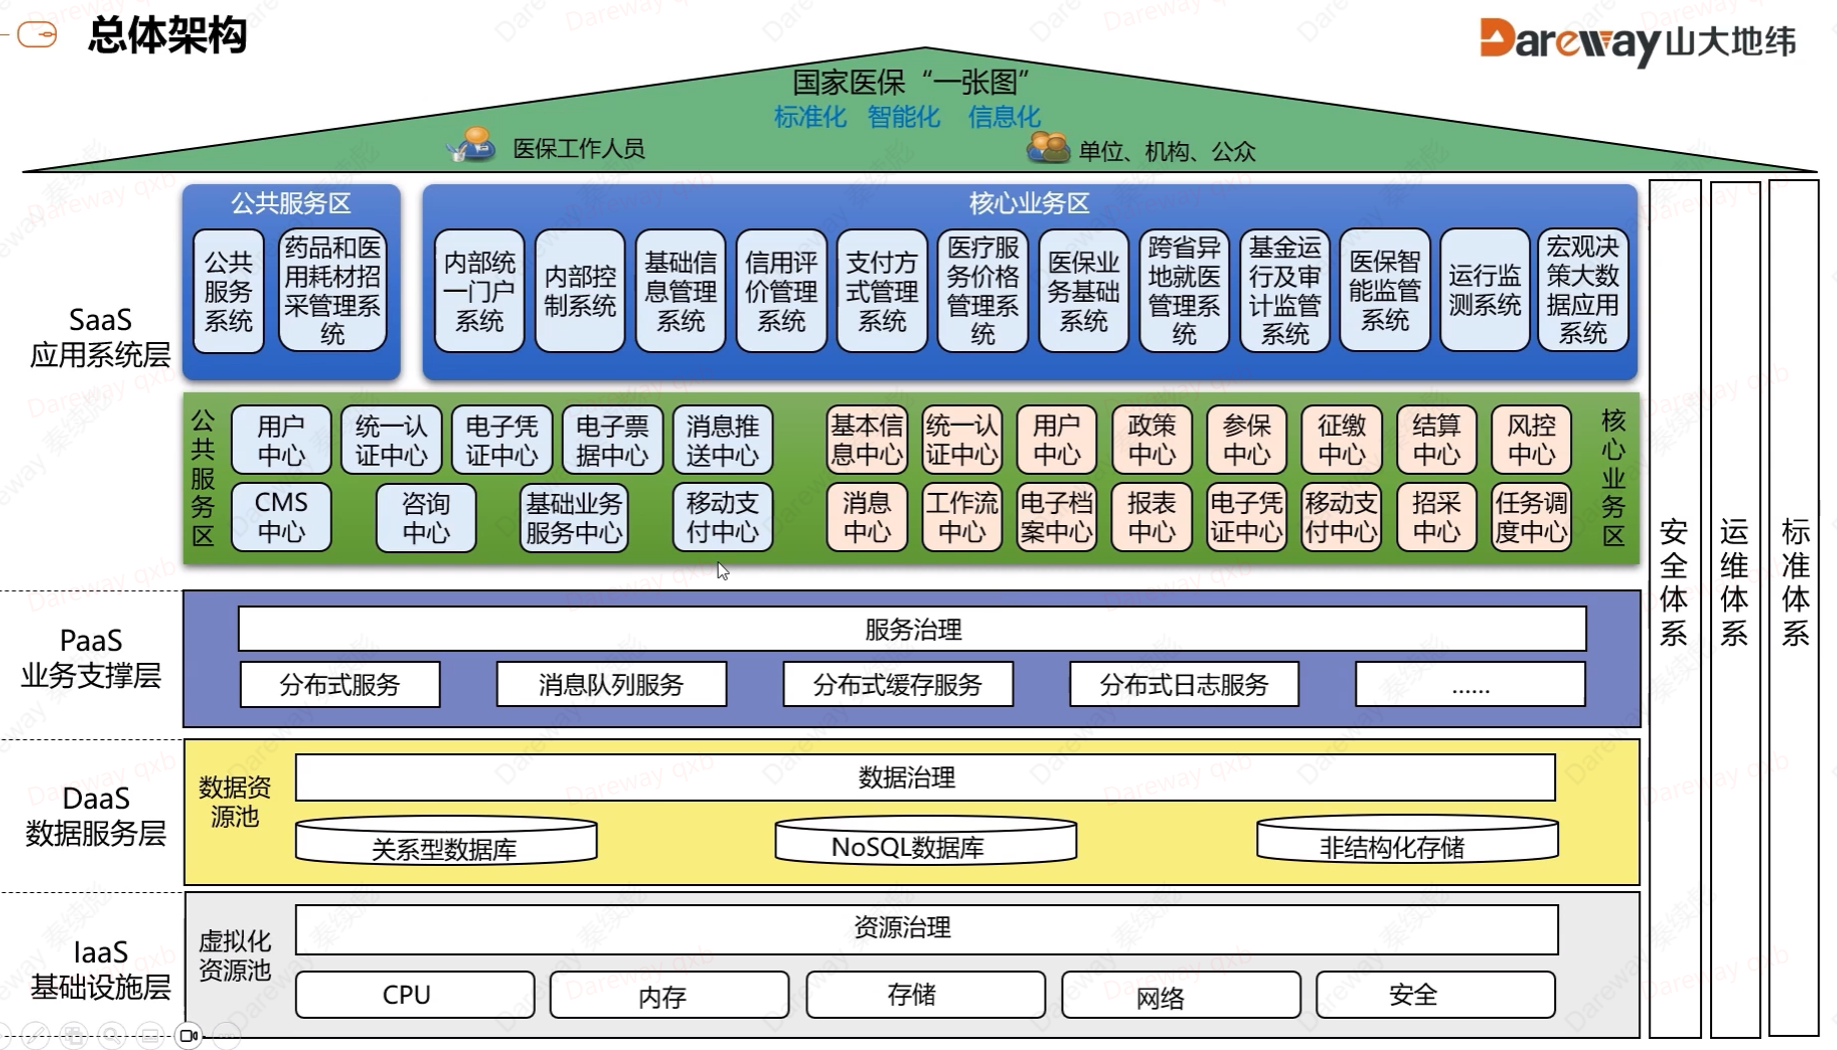 总体架构
Dareway山大地纬
国家医保“一张图”
标准化 智能化 信息化
医保工作人员
单位、机构、公众
SaaS
应用系统层
公共服务区
公共
服务
系统
药品和医
用耗材招
采管理系
统
核心业务区
内部统
一门户
系统
内部控
制系统
基础信
息管理
系统
信用评
价管理
系统
支付方
式管理
系统
医疗服
务价格
管理系
统
医保业
务基础
系统
跨省异
地就医
管理系
统
基金运
行及审
计监管
系统
医保智
能监管
系统
运行监
测系统
宏观决
策大数
据应用
系统
公共服务区
用户
中心
统一认
证中心
电子凭
证中心
电子票
据中心
消息推
送中心
CMS
中心
咨询
中心
基础业务
服务中心
移动支
付中心
基本信
息中心
统一认
证中心
用户
中心
政策
中心
参保
中心
征缴
中心
结算
中心
风控
中心
消息
中心
工作流
中心
电子档
案中心
报表
中心
电子凭
证中心
移动支
付中心
招采
中心
任务调
度中心
核心业务区
PaaS
业务支撑层
服务治理
分布式服务
消息队列服务
分布式缓存服务
分布式日志服务
......
DaaS
数据服务层
数据资
源池
数据治理
关系型数据库
NoSQL数据库
非结构化存储
IaaS
基础设施层
虚拟化
资源池
资源治理
CPU
内存
存储
网络
安全
安全体系
运维体系
标准体系
Dareway qxb